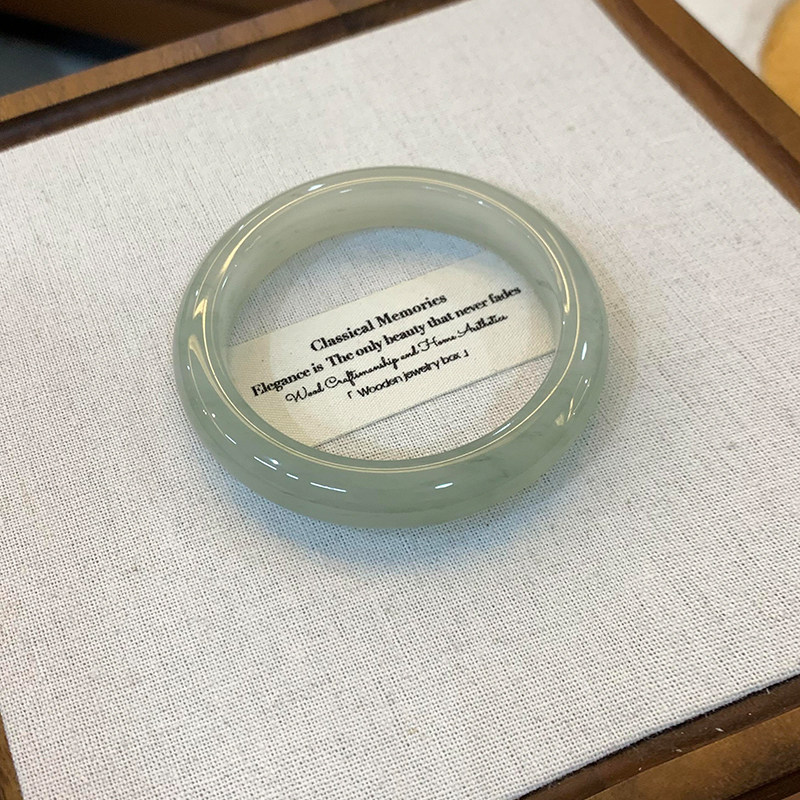 Classical Memories
Elegance is The only beauty that never fades
Wood Craftsmanship and Home Aesthetics
「 Wooden jewelry box 」